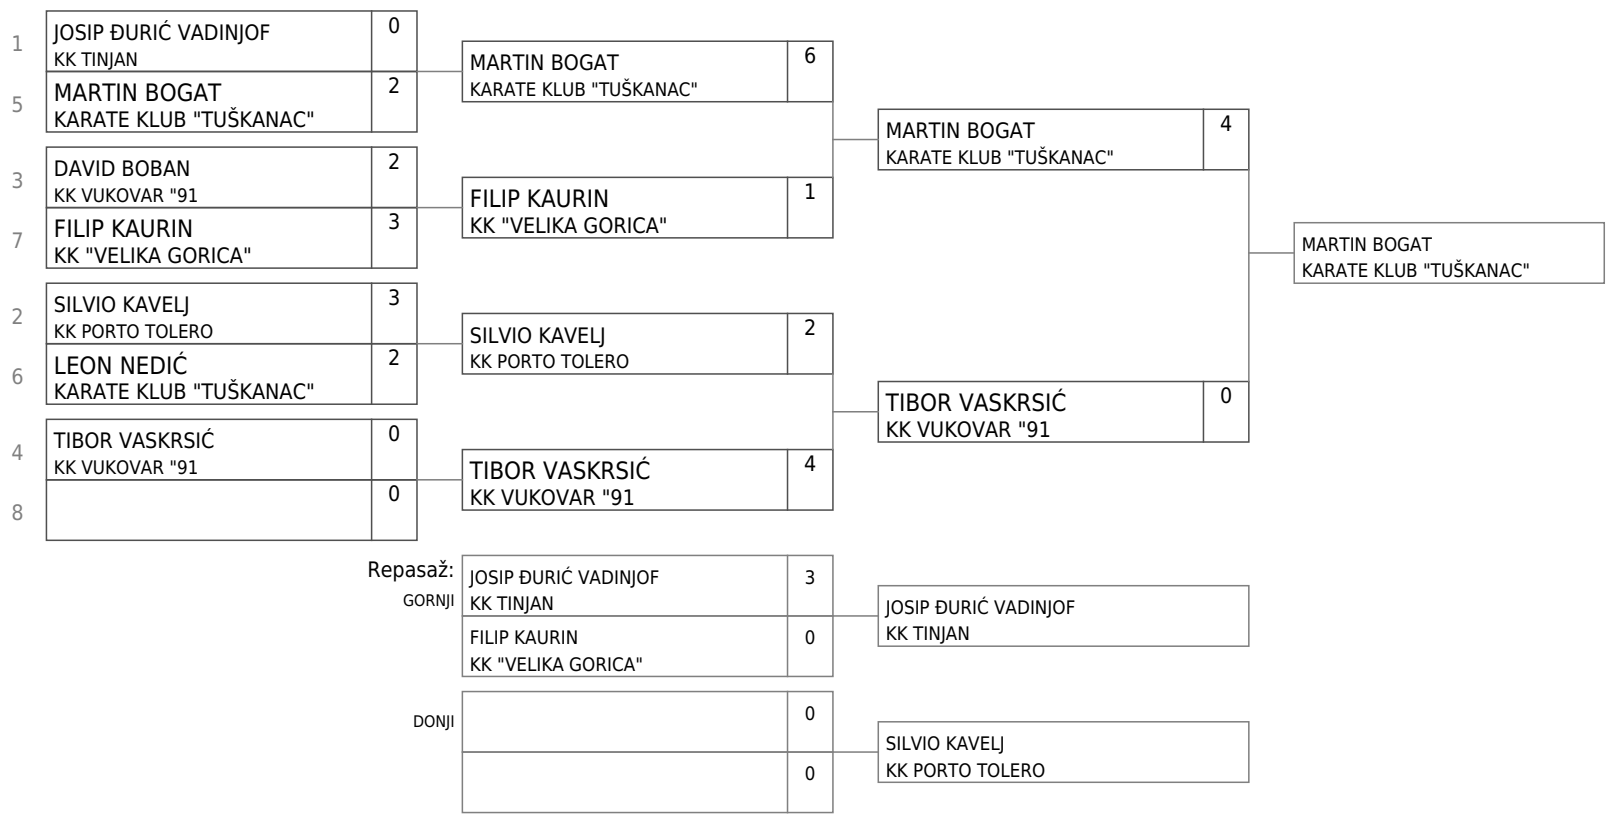 1
JOSIP ĐURIĆ VADINJOF
KK TINJAN
0
5
MARTIN BOGAT
KARATE KLUB "TUŠKANAC"
2
3
DAVID BOBAN
KK VUKOVAR "91
2
7
FILIP KAURIN
KK "VELIKA GORICA"
3
2
SILVIO KAVELJ
KK PORTO TOLERO
3
6
LEON NEDIĆ
KARATE KLUB "TUŠKANAC"
2
4
TIBOR VASKRSIĆ
KK VUKOVAR "91
0
8
0
MARTIN BOGAT
KARATE KLUB "TUŠKANAC"
6
FILIP KAURIN
KK "VELIKA GORICA"
1
SILVIO KAVELJ
KK PORTO TOLERO
2
TIBOR VASKRSIĆ
KK VUKOVAR "91
4
MARTIN BOGAT
KARATE KLUB "TUŠKANAC"
4
TIBOR VASKRSIĆ
KK VUKOVAR "91
0
MARTIN BOGAT
KARATE KLUB "TUŠKANAC"
Repasaž:
GORNJI
JOSIP ĐURIĆ VADINJOF
KK TINJAN
3
FILIP KAURIN
KK "VELIKA GORICA"
0
JOSIP ĐURIĆ VADINJOF
KK TINJAN
DONJI
0
0
SILVIO KAVELJ
KK PORTO TOLERO